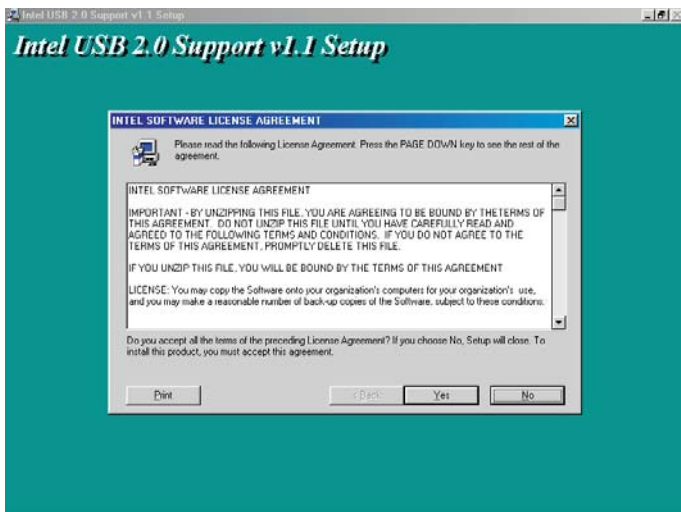 Intel USB 2.0 Support v1.1 Setup
Intel USB 2.0 Support v1.1 Setup
INTEL SOFTWARE LICENSE AGREEMENT
Please read the following License Agreement. Press the PAGE DOWN key to see the rest of the
agreement.
INTEL SOFTWARE LICENSE AGREEMENT
IMPORTANT - BY UNZIPPING THIS FILE, YOU ARE AGREEING TO BE BOUND BY THETERMS OF
THIS AGREEMENT. DO NOT UNZIP THIS FILE UNTIL YOU HAVE CAREFULLY READ AND
AGREED TO THE FOLLOWING TERMS AND CONDITIONS. IF YOU DO NOT AGREE TO THE
TERMS OF THIS AGREEMENT, PROMPTLY DELETE THIS FILE.
IF YOU UNZIP THIS FILE, YOU WILL BE BOUND BY THE TERMS OF THIS AGREEMENT
LICENSE: You may copy the Software onto your organization's computers for your organization's use,
and you may make a reasonable number of back-up copies of the Software, subject to these conditions:
Do you accept all the terms of the preceding License Agreement? If you choose No, Setup will close. To
install this product, you must accept this agreement.
Print
< Back
Yes
No